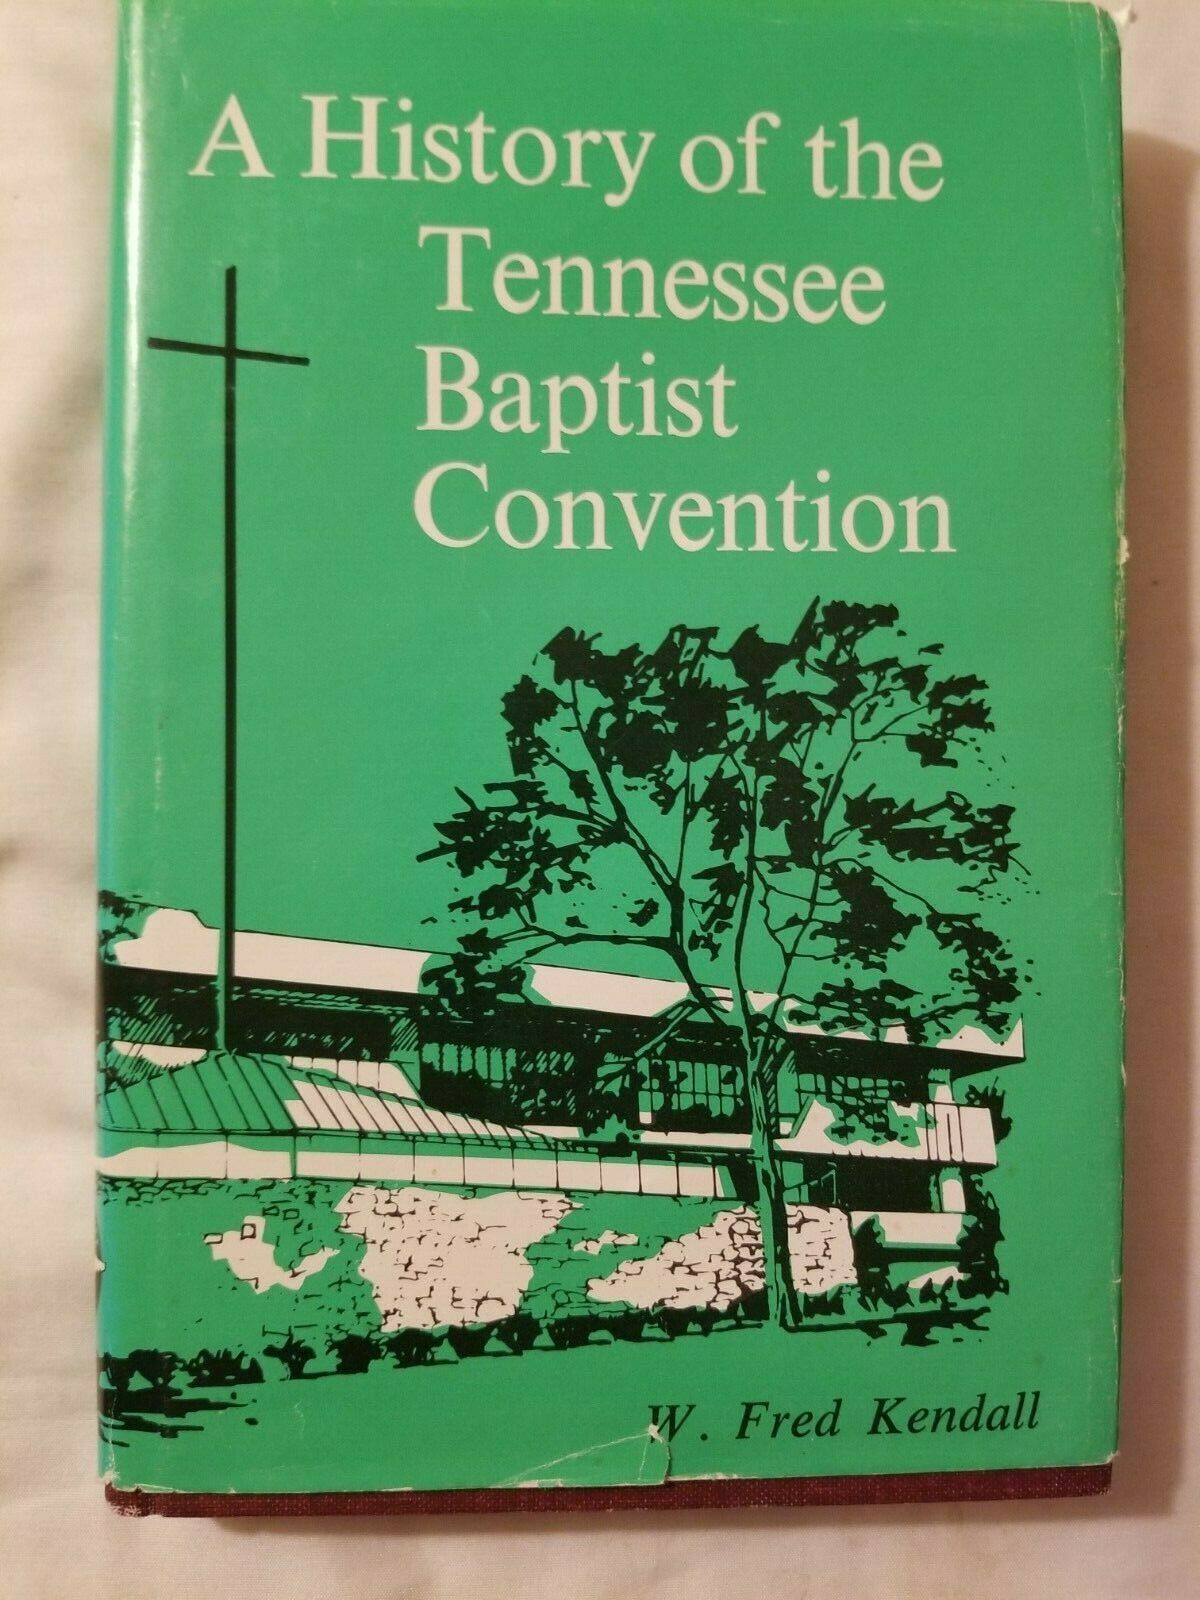 A History of the
Tennessee
Baptist
Convention
W. Fred Kendall